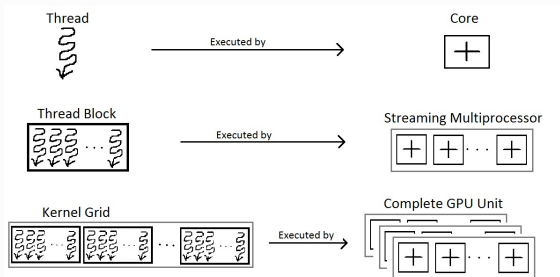 Thread
Executed by
Core
Thread Block
Executed by
Streaming Multiprocessor
Kernel Grid
Executed by
Complete GPU Unit